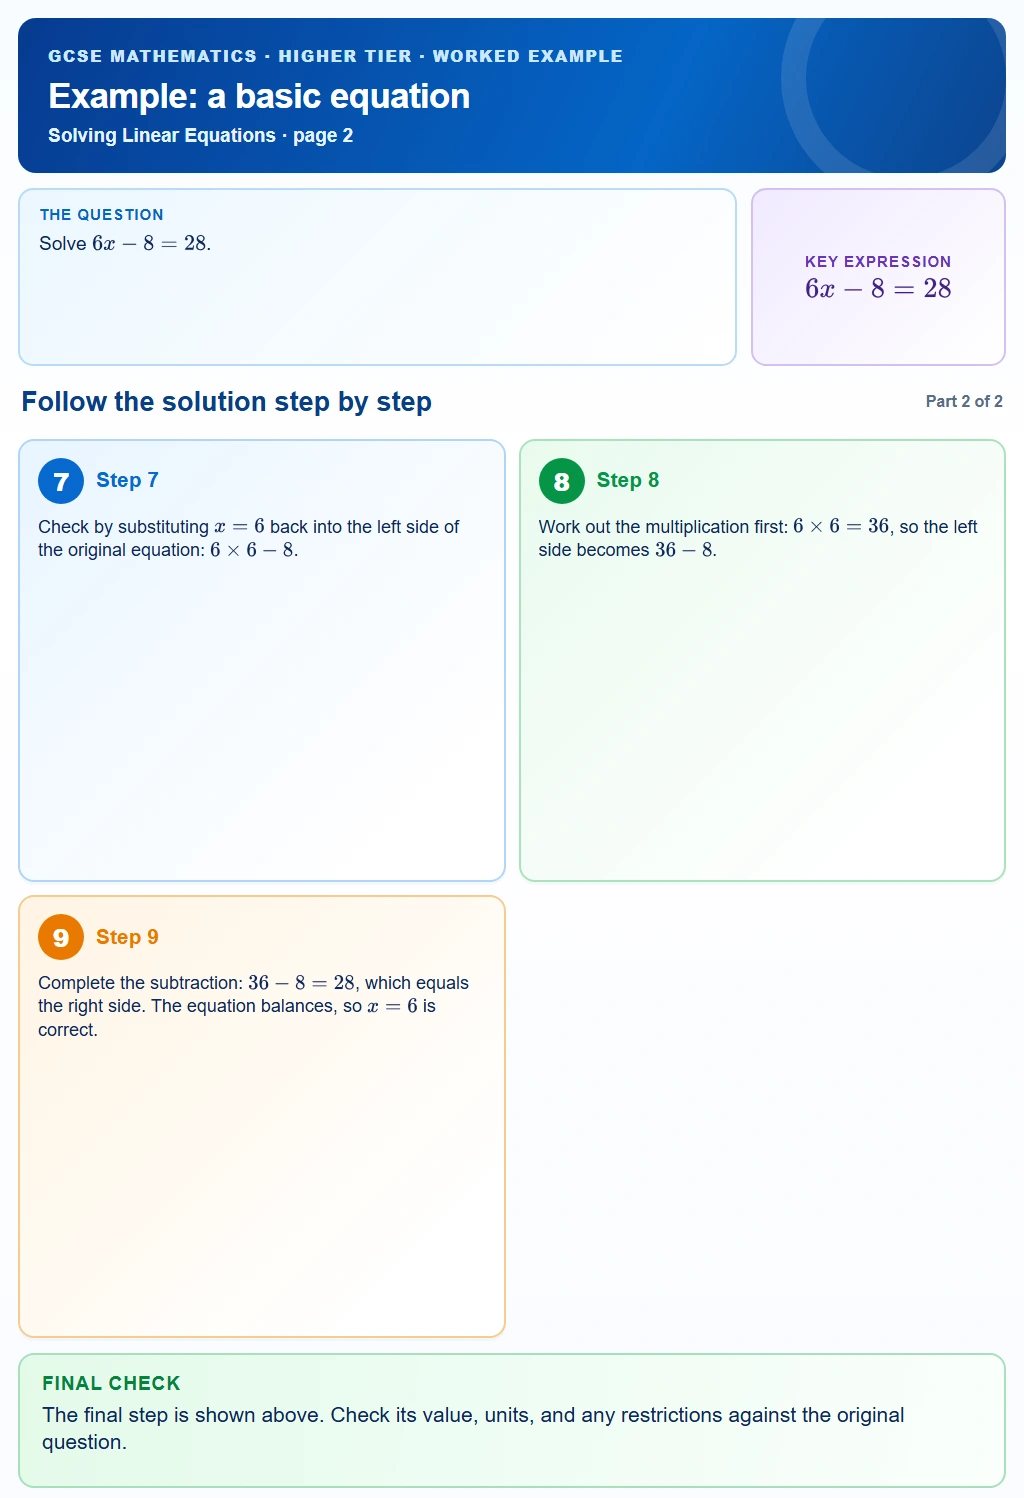 GCSE MATHEMATICS · HIGHER TIER · WORKED EXAMPLE
Example: a basic equation
Solving Linear Equations · page 2
THE QUESTION
Solve 6x − 8 = 28.
KEY EXPRESSION
6x − 8 = 28
Follow the solution step by step
Part 2 of 2
7 Step 7
Check by substituting x = 6 back into the left side of
the original equation: 6 × 6 − 8.
8 Step 8
Work out the multiplication first: 6 × 6 = 36, so the left
side becomes 36 − 8.
9 Step 9
Complete the subtraction: 36 − 8 = 28, which equals
the right side. The equation balances, so x = 6 is
correct.
FINAL CHECK
The final step is shown above. Check its value, units, and any restrictions against the original
question.